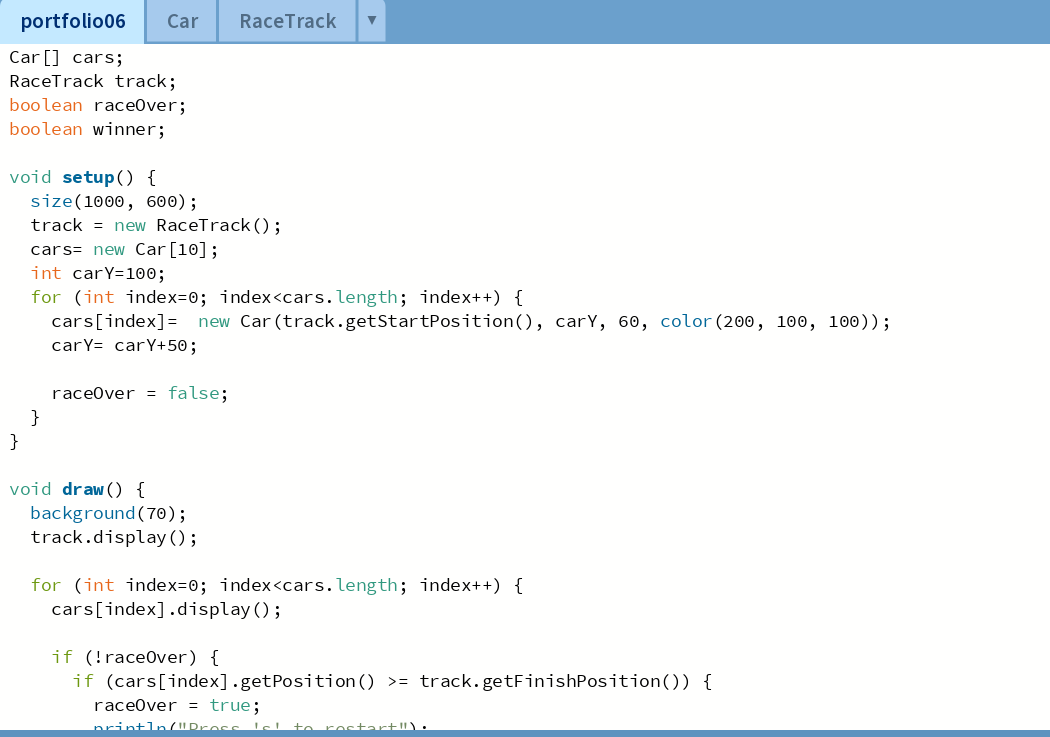 portfolio06 Car RaceTrack ▼
Car[] cars;
RaceTrack track;
boolean raceOver;
boolean winner;

void setup() {
  size(1000, 600);
  track = new RaceTrack();
  cars= new Car[10];
  int carY=100;
  for (int index=0; index<cars.length; index++) {
    cars[index]=  new Car(track.getStartPosition(), carY, 60, color(200, 100, 100));
    carY= carY+50;

    raceOver = false;
  }
}

void draw() {
  background(70);
  track.display();

  for (int index=0; index<cars.length; index++) {
    cars[index].display();

    if (!raceOver) {
      if (cars[index].getPosition() >= track.getFinishPosition()) {
        raceOver = true;
        println("Press 's' to restart");